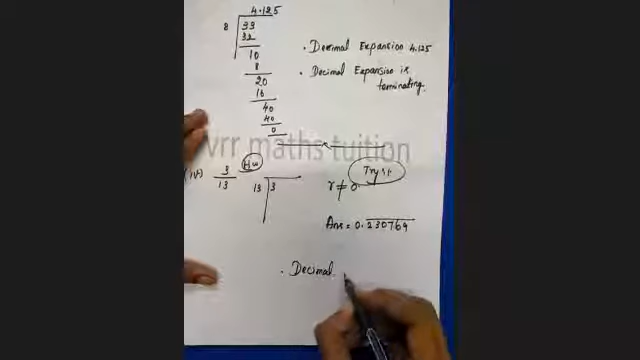 4.125
8 33
32
10
8
20
16
40
40
0
. Decimal Expansion 4.125
. Decimal Expansion is
terminating.
vrr maths tuition
(iv) 3/13
Hw
13 3
r ≠ 0
Try it
Ans = 0.230769
. Decimal